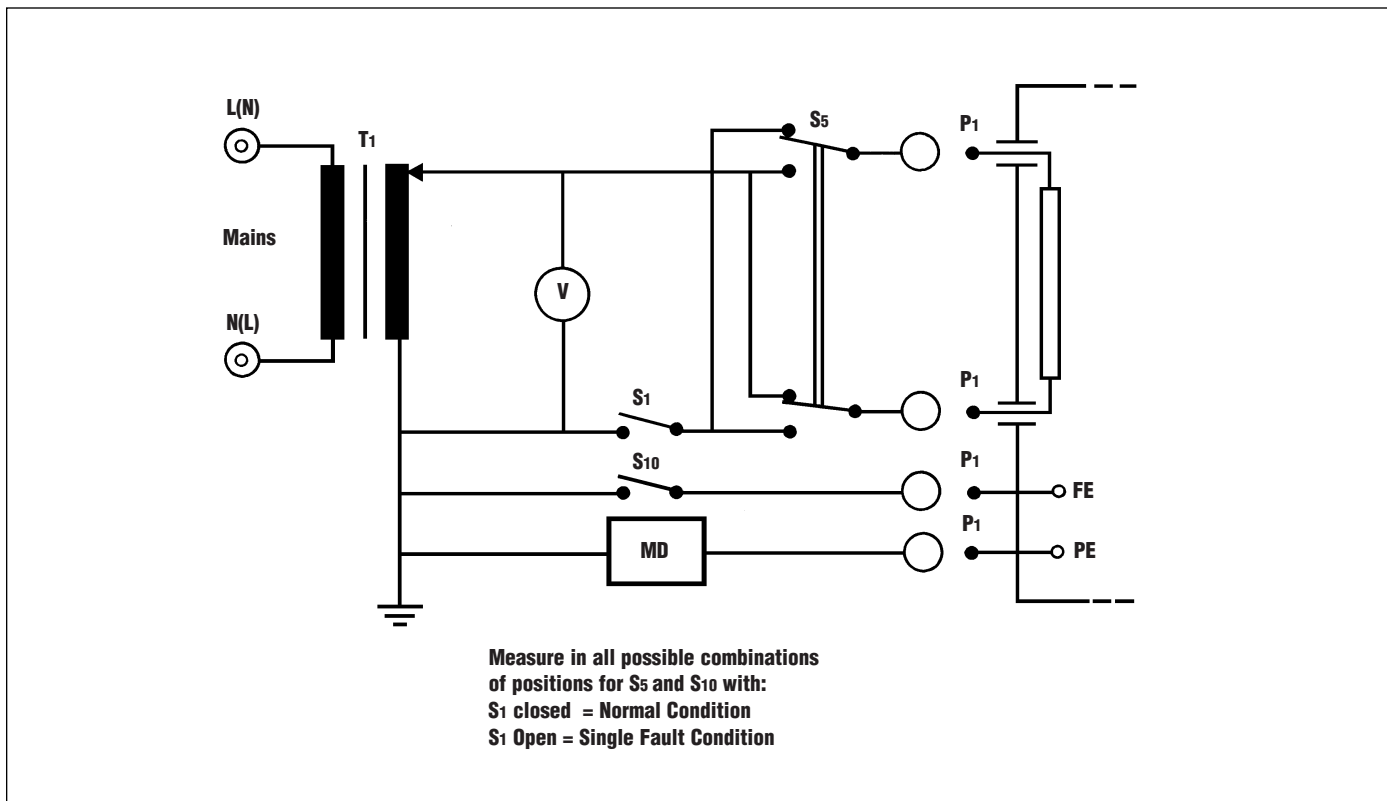 L(N)
T1
S5
P1
Mains
V
N(L)
S1
P1
S10
P1
FE
MD
P1
PE
Measure in all possible combinations
of positions for S5 and S10 with:
S1 closed = Normal Condition
S1 Open = Single Fault Condition